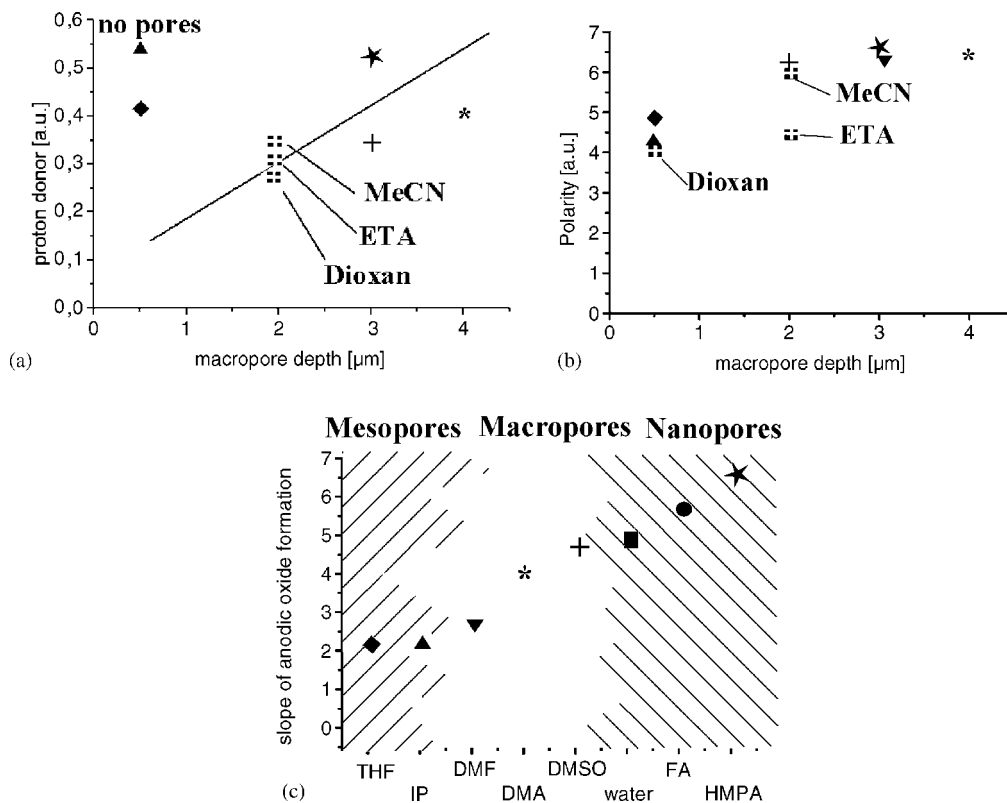 no pores
0,6
0,5
0,4
0,3
0,2
0,1
0,0
proton donor [a.u.]
MeCN
ETA
Dioxan
0 1 2 3 4
macropore depth [µm]
(a)
7
6
5
4
3
2
1
0
Polarity [a.u.]
MeCN
ETA
Dioxan
0 1 2 3 4
macropore depth [µm]
(b)
Mesopores Macropores Nanopores
7
6
5
4
3
2
1
0
slope of anodic oxide formation
THF DMF DMSO FA
IP DMA water HMPA
(c)